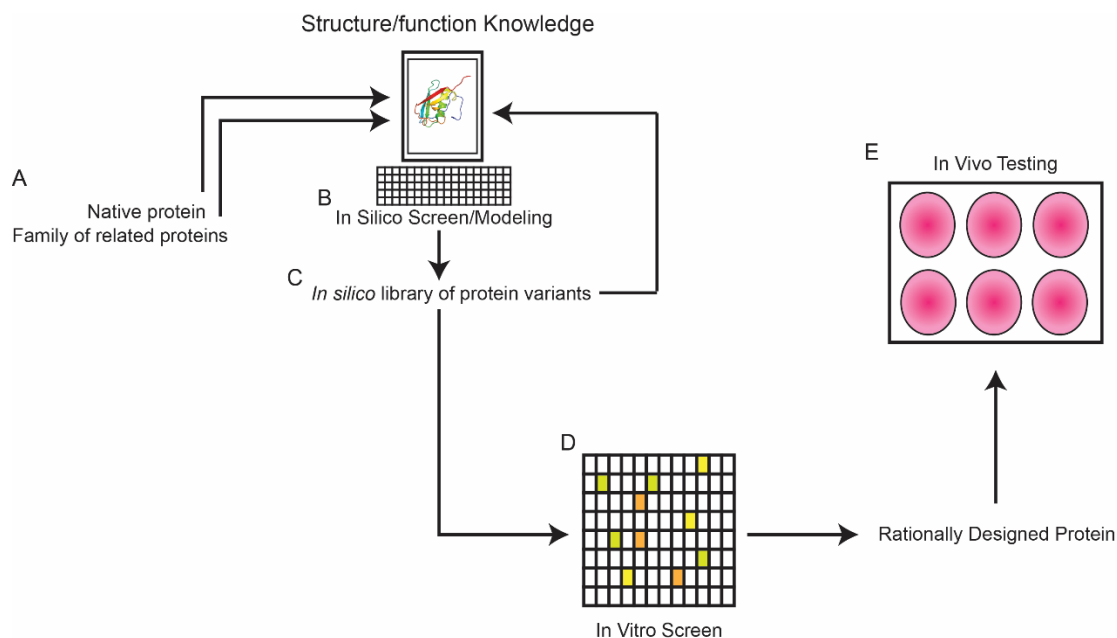 Structure/function Knowledge
A
Native protein
Family of related proteins
B
In Silico Screen/Modeling
C
In silico library of protein variants
D
In Vitro Screen
Rationally Designed Protein
E
In Vivo Testing